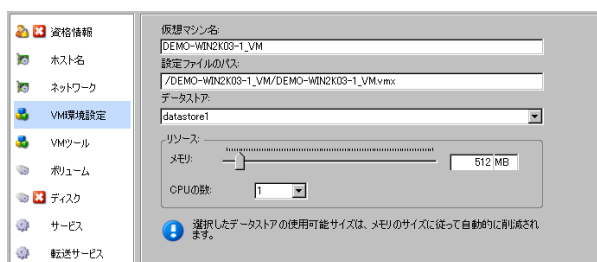 資格情報
ホスト名
ネットワーク
VM環境設定
VMツール
ボリューム
ディスク
サービス
転送サービス
仮想マシン名:
DEMO-WIN2K03-1_VM
設定ファイルのパス:
/DEMO-WIN2K03-1_VM/DEMO-WIN2K03-1_VM.vmx
データストア:
datastore1
リソース:
メモリ:
512 MB
CPUの数:
1
選択したデータストアの使用可能サイズは、メモリのサイズに従って自動的に削減され
ます。